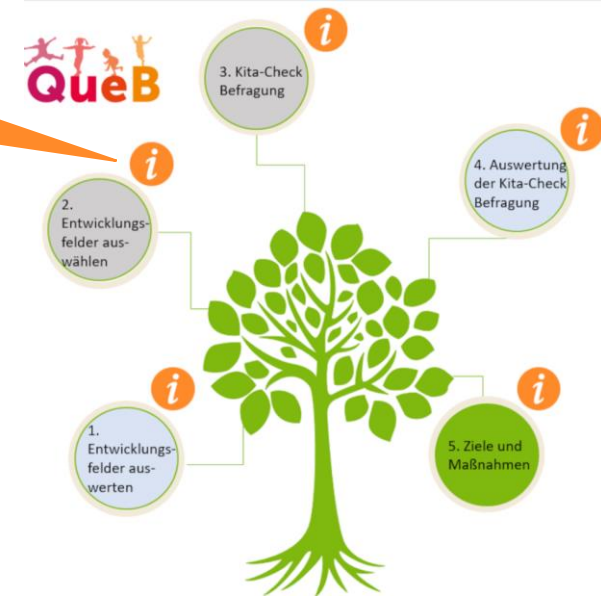 QueB
i
3. Kita-Check
Befragung
i
4. Auswertung
der Kita-Check
Befragung
i
2.
Entwicklungs-
felder aus-
wählen
i
1.
Entwicklungs-
felder aus-
werten
i
5. Ziele und
Maßnahmen